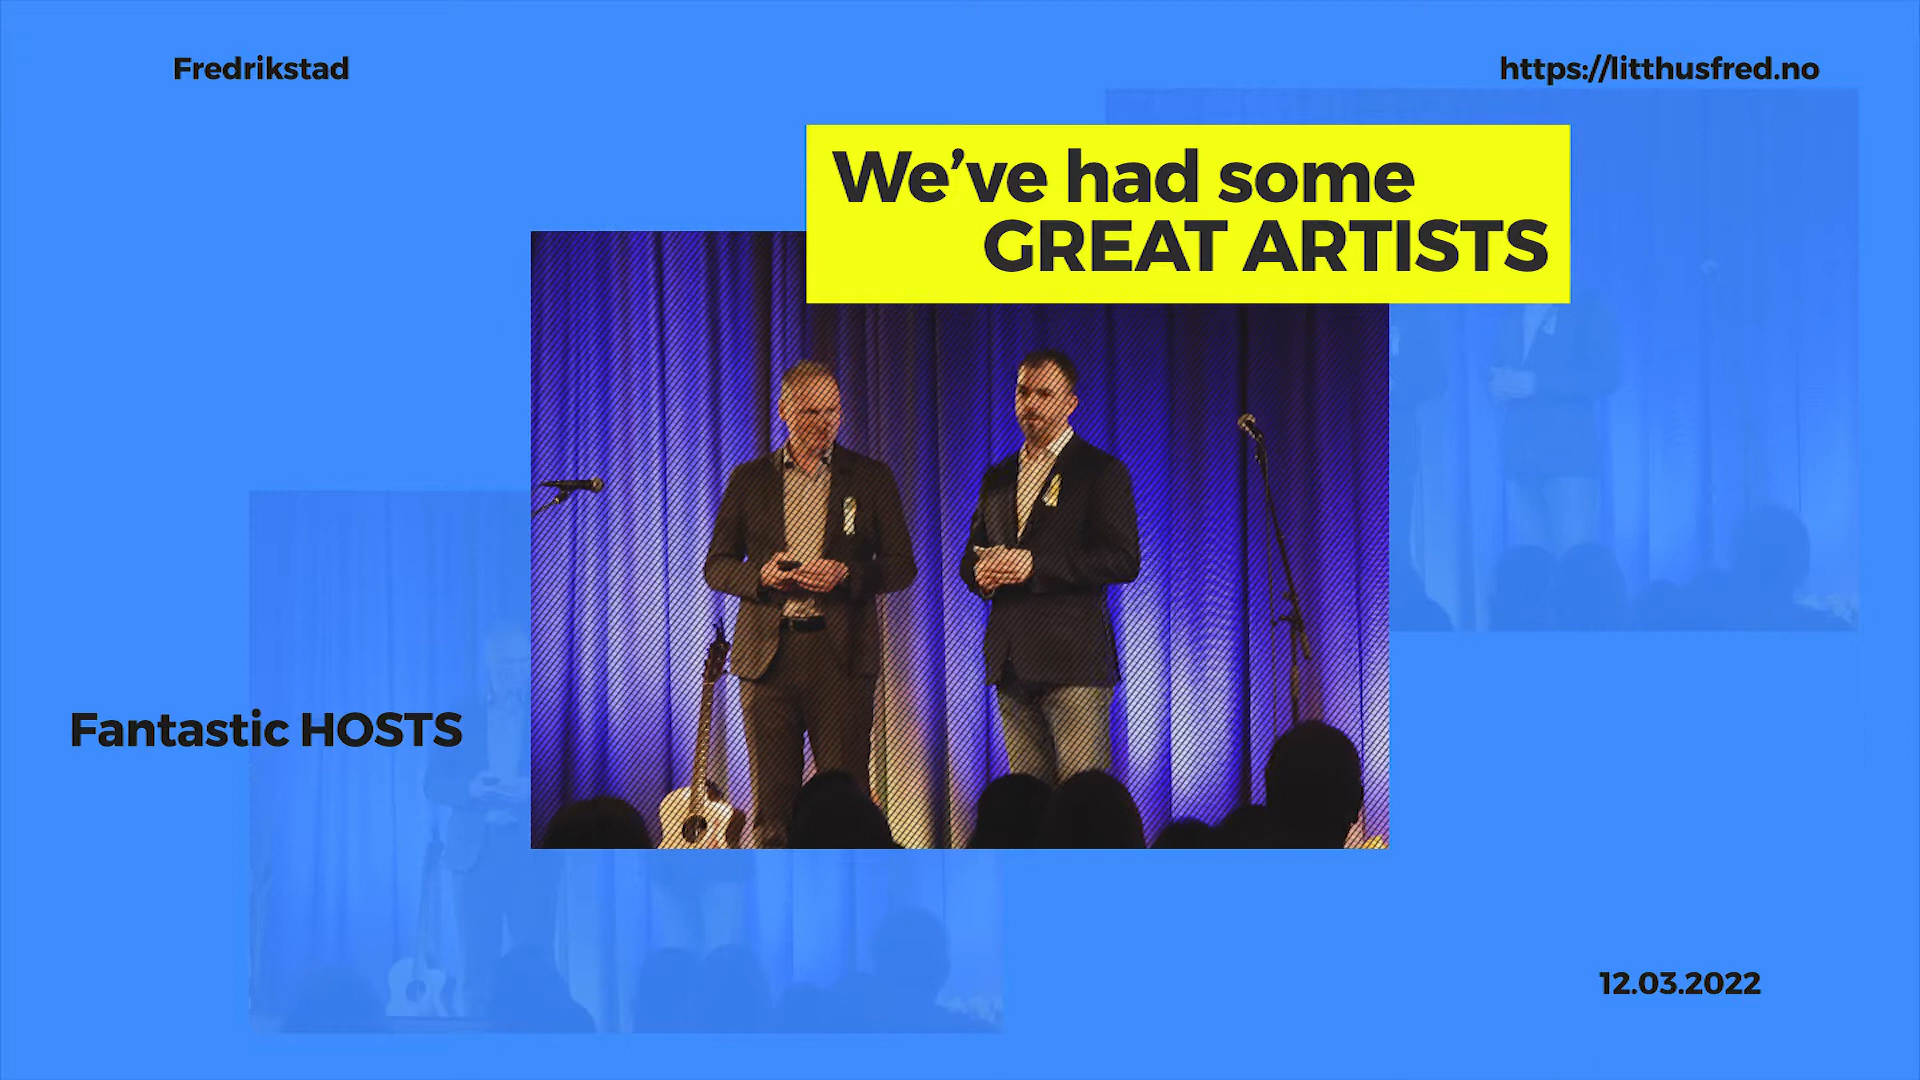 Fredrikstad
https://litthusfred.no
We’ve had some
GREAT ARTISTS
Fantastic HOSTS
12.03.2022